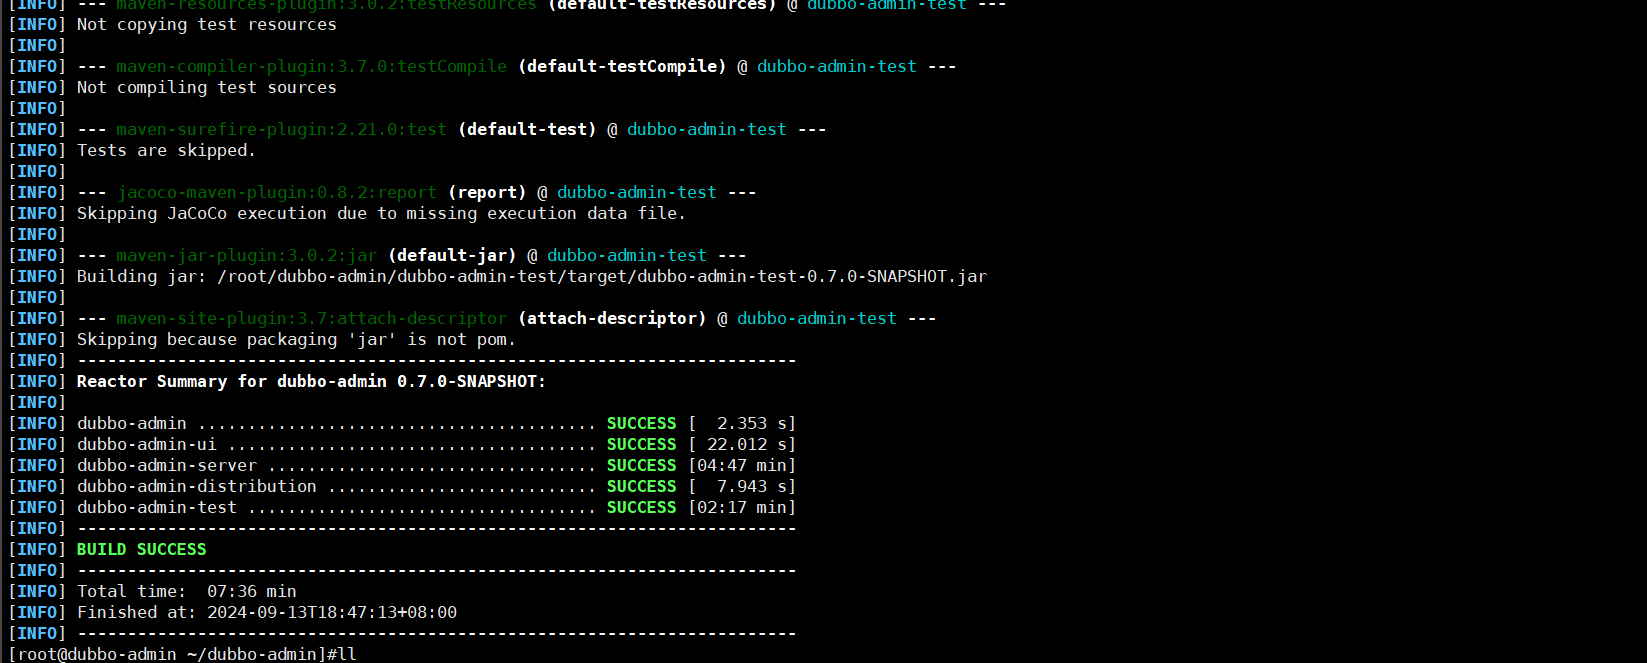 [INFO] --- maven-resources-plugin:3.0.2:testResources (default-testResources) @ dubbo-admin-test ---
[INFO] Not copying test resources
[INFO]
[INFO] --- maven-compiler-plugin:3.7.0:testCompile (default-testCompile) @ dubbo-admin-test ---
[INFO] Not compiling test sources
[INFO]
[INFO] --- maven-surefire-plugin:2.21.0:test (default-test) @ dubbo-admin-test ---
[INFO] Tests are skipped.
[INFO]
[INFO] --- jacoco-maven-plugin:0.8.2:report (report) @ dubbo-admin-test ---
[INFO] Skipping JaCoCo execution due to missing execution data file.
[INFO]
[INFO] --- maven-jar-plugin:3.0.2:jar (default-jar) @ dubbo-admin-test ---
[INFO] Building jar: /root/dubbo-admin/dubbo-admin-test/target/dubbo-admin-test-0.7.0-SNAPSHOT.jar
[INFO]
[INFO] --- maven-site-plugin:3.7:attach-descriptor (attach-descriptor) @ dubbo-admin-test ---
[INFO] Skipping because packaging 'jar' is not pom.
[INFO] ------------------------------------------------------------------------
[INFO] Reactor Summary for dubbo-admin 0.7.0-SNAPSHOT:
[INFO]
[INFO] dubbo-admin ........................................ SUCCESS [  2.353 s]
[INFO] dubbo-admin-ui ..................................... SUCCESS [ 22.012 s]
[INFO] dubbo-admin-server ................................. SUCCESS [04:47 min]
[INFO] dubbo-admin-distribution ........................... SUCCESS [  7.943 s]
[INFO] dubbo-admin-test ................................... SUCCESS [02:17 min]
[INFO] ------------------------------------------------------------------------
[INFO] BUILD SUCCESS
[INFO] ------------------------------------------------------------------------
[INFO] Total time:  07:36 min
[INFO] Finished at: 2024-09-13T18:47:13+08:00
[INFO] ------------------------------------------------------------------------
[root@dubbo-admin ~/dubbo-admin]#ll